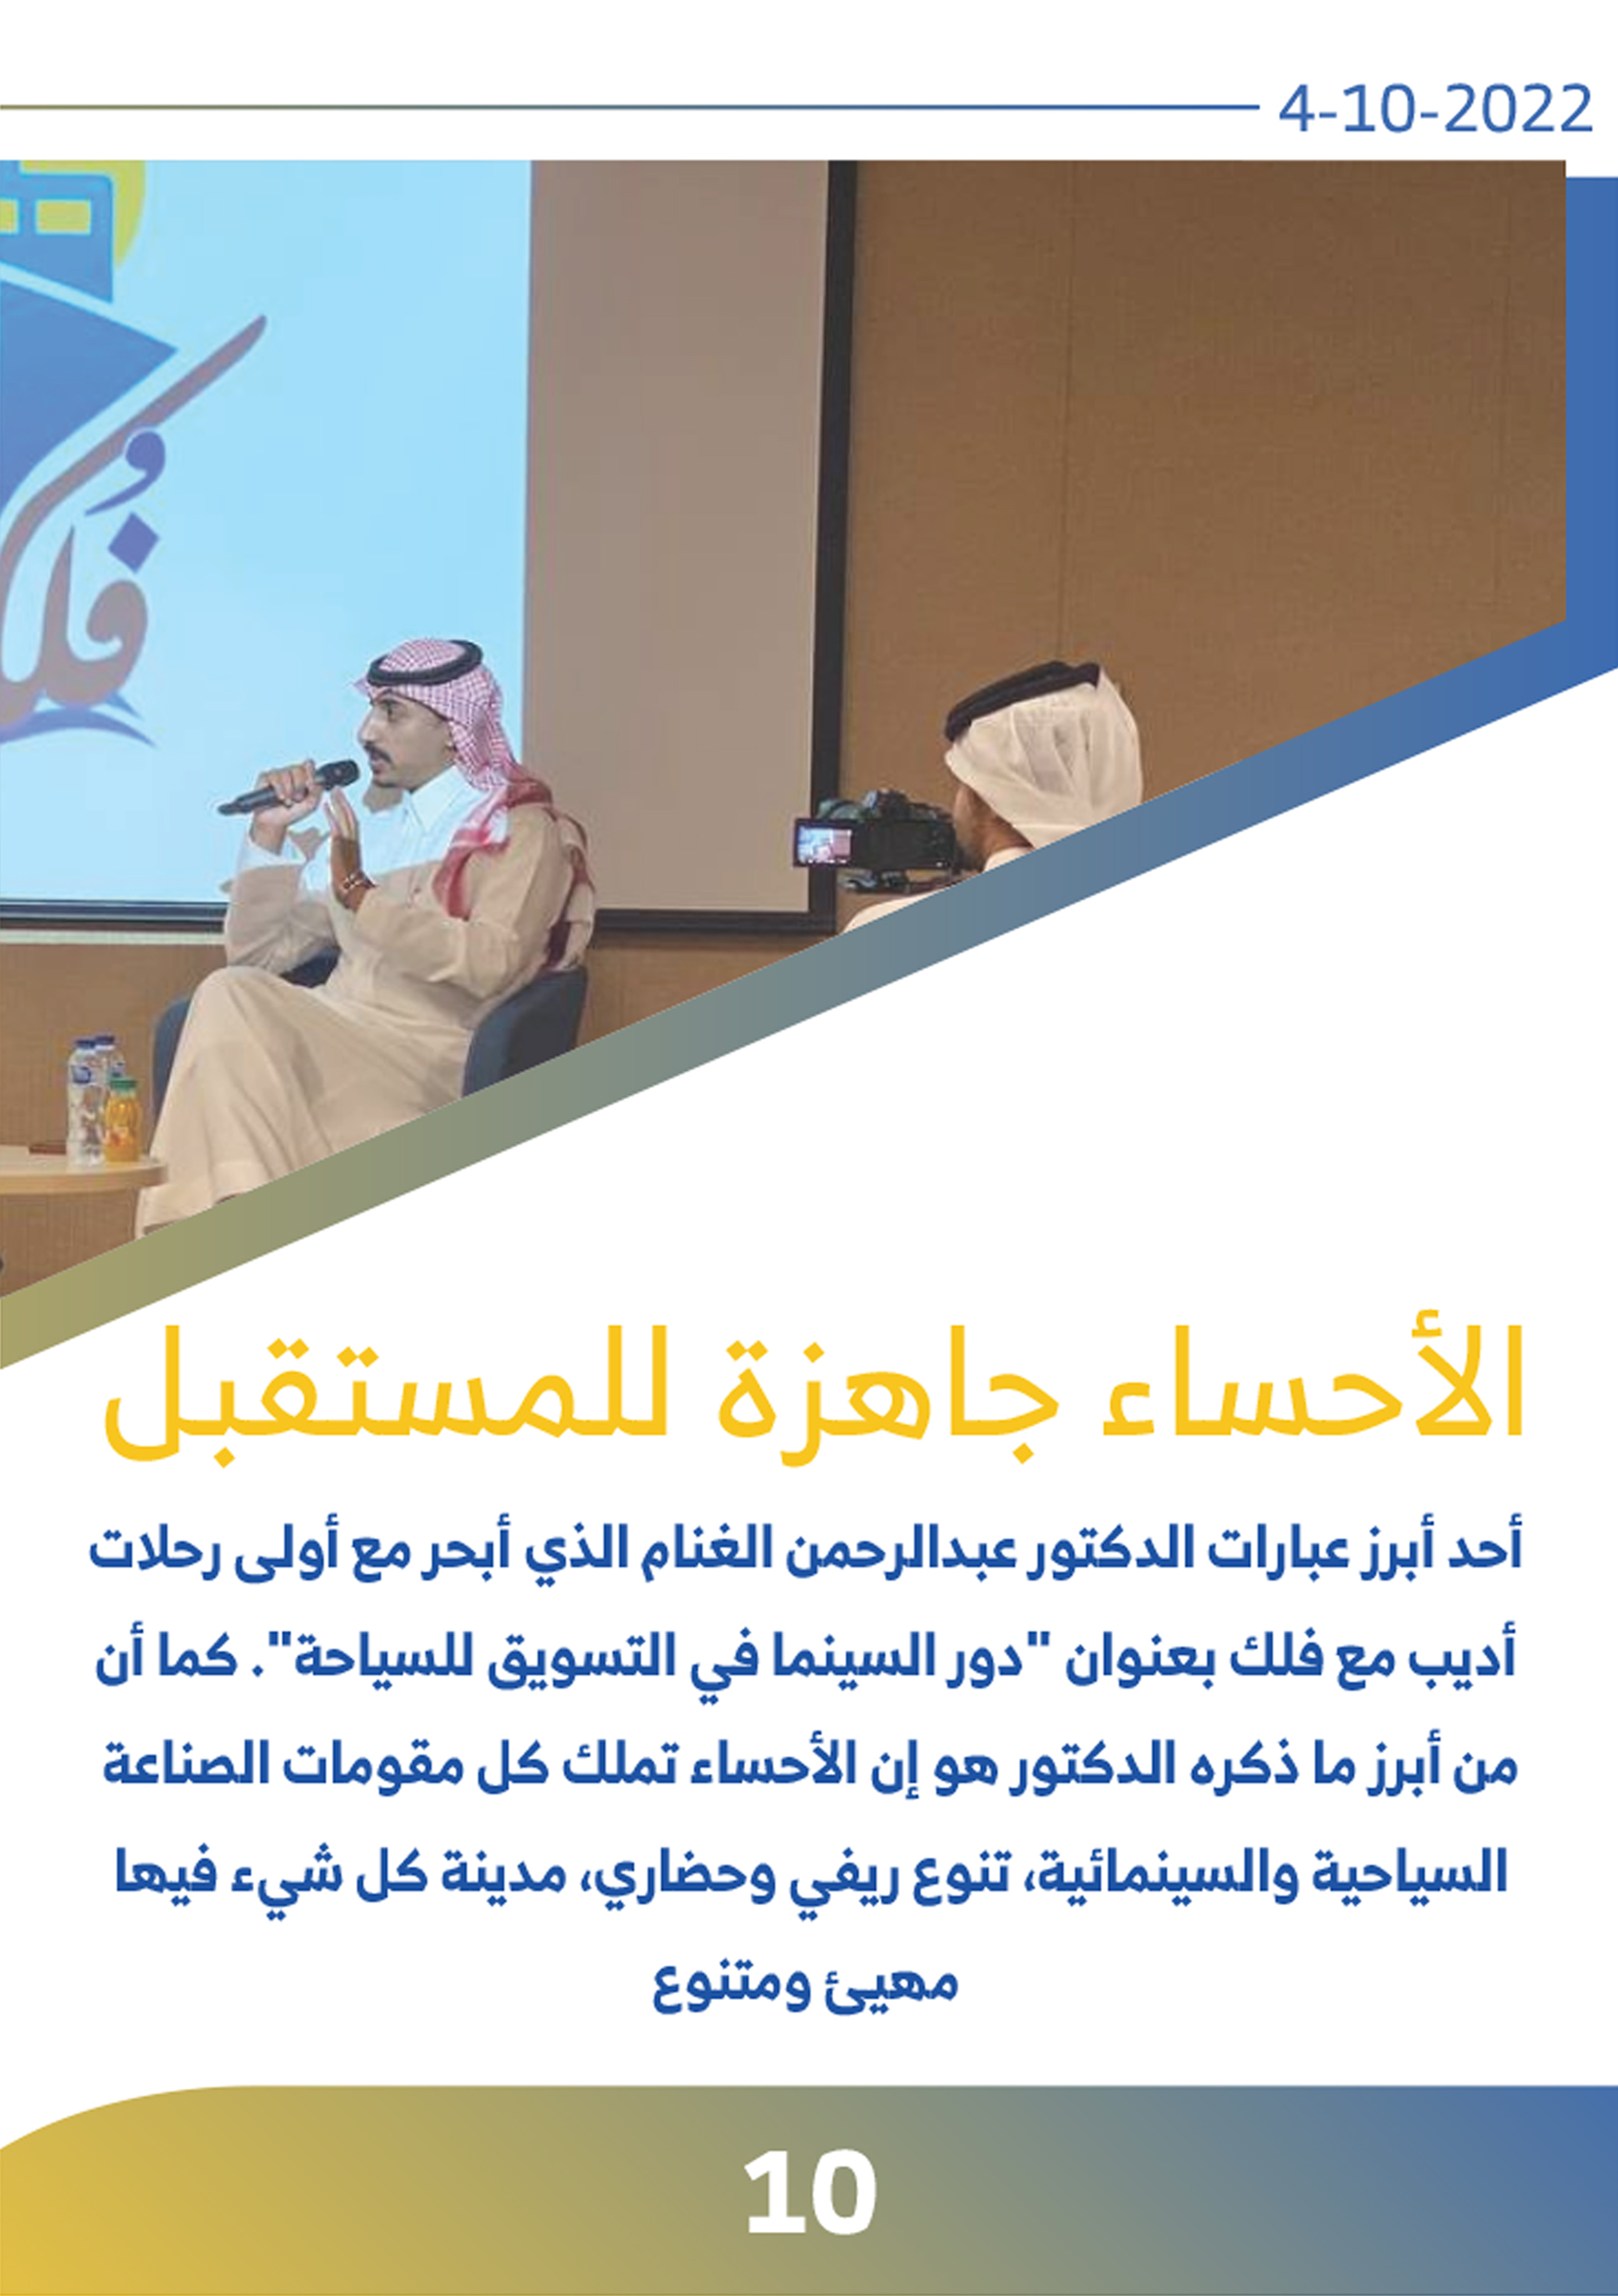 4-10-2022
فُلك
الأحساء جاهزة للمستقبل
أحد أبرز عبارات الدكتور عبدالرحمن الغنام الذي أبحر مع أولى رحلات
أديب مع فلك بعنوان "دور السينما في التسويق للسياحة". كما أن
من أبرز ما ذكره الدكتور هو إن الأحساء تملك كل مقومات الصناعة
السياحية والسينمائية، تنوع ريفي وحضاري، مدينة كل شيء فيها
مهيئ ومتنوع
10